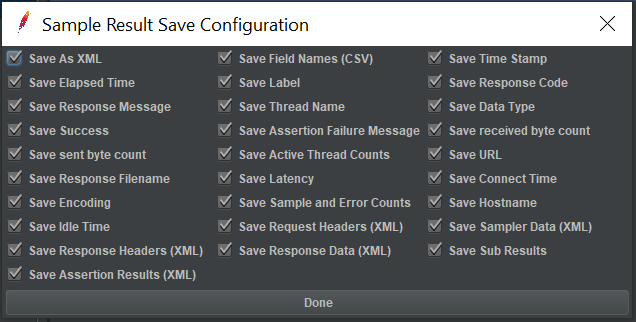 Sample Result Save Configuration
Save As XML Save Field Names (CSV) Save Time Stamp
Save Elapsed Time Save Label Save Response Code
Save Response Message Save Thread Name Save Data Type
Save Success Save Assertion Failure Message Save received byte count
Save sent byte count Save Active Thread Counts Save URL
Save Response Filename Save Latency Save Connect Time
Save Encoding Save Sample and Error Counts Save Hostname
Save Idle Time Save Request Headers (XML) Save Sampler Data (XML)
Save Response Headers (XML) Save Response Data (XML) Save Sub Results
Save Assertion Results (XML)
Done